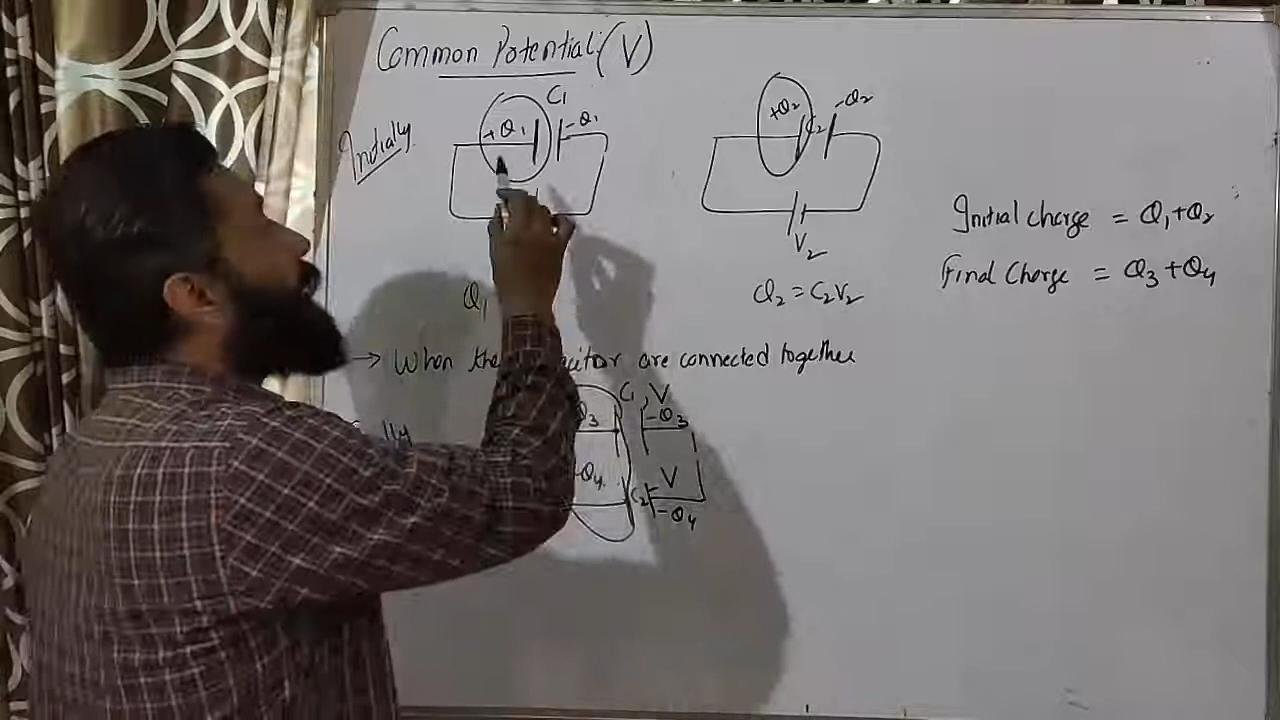 Common Potential:(V)
Initially
C1
+Q1
-Q1
+Q2
C2
-Q2
V2
Q1
Q2 = C2V2
Initial charge = Q1+Q2
Final Charge = Q3 +Q4
→ When the are connected together
C1, V
Q3
-Q3
Q4
C2
V
-Q4